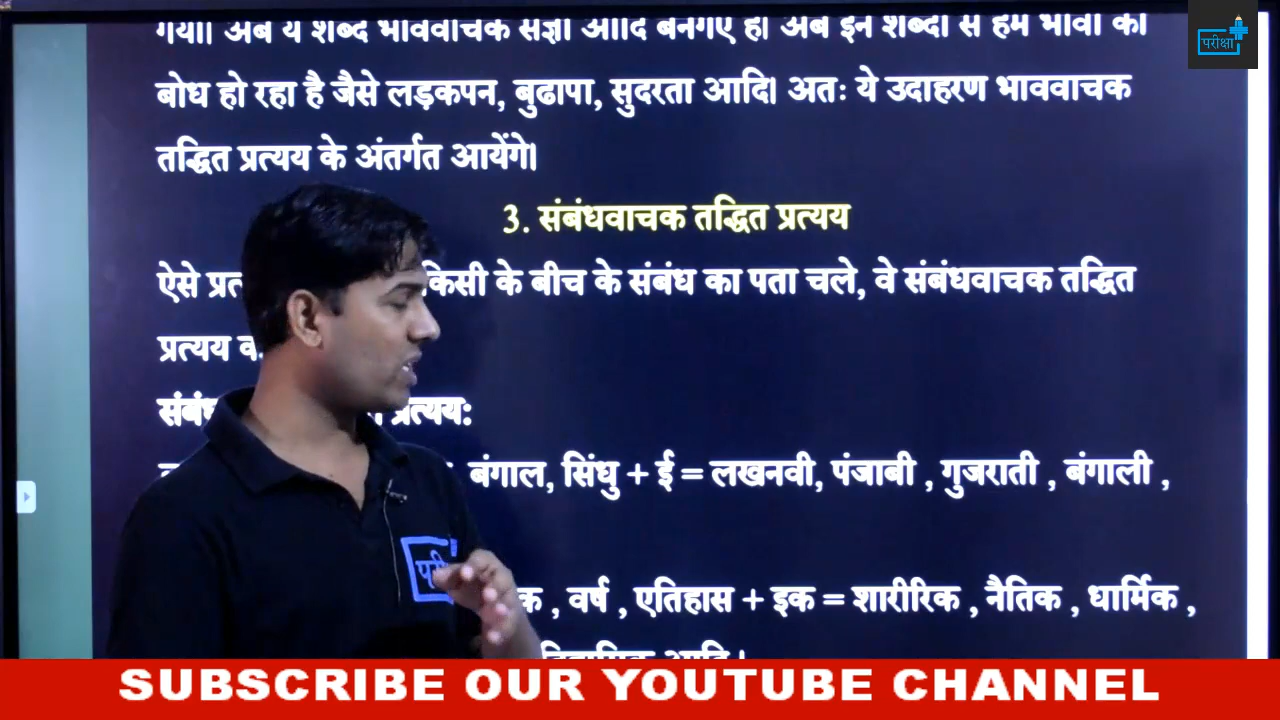 गया। अब ये शब्द भाववाचक संज्ञा आदि बनगए है। अब इन शब्दों से हमें भावों का
बोध हो रहा है जैसे लड़कपन, बुढापा, सुदरता आदि। अतः ये उदाहरण भाववाचक
तद्धित प्रत्यय के अंतर्गत आयेंगे।
3. संबंधवाचक तद्धित प्रत्यय
ऐसे किसी के बीच के संबंध का पता चले, वे संबंधवाचक तद्धित
प्रत्यय
प्रत्यय:
बंगाल, सिंधु + ई = लखनवी, पंजाबी , गुजराती , बंगाली ,
, वर्ष , एतिहास + इक = शारीरिक , नैतिक , धार्मिक ,
आदि।
परीक्षा
SUBSCRIBE OUR YOUTUBE CHANNEL